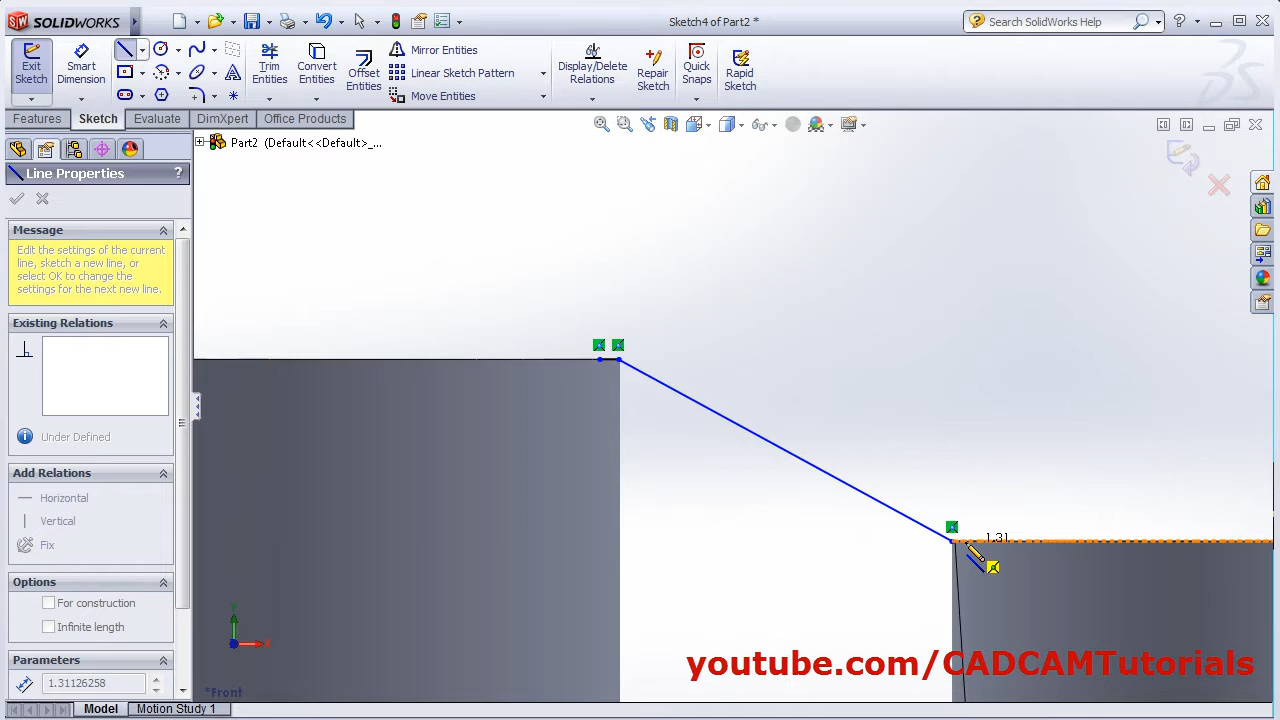 SOLIDWORKS
Sketch4 of Part2 *
Search SolidWorks Help
Exit Sketch
Smart Dimension
Trim Entities
Convert Entities
Offset Entities
Mirror Entities
Linear Sketch Pattern
Move Entities
Display/Delete Relations
Repair Sketch
Quick Snaps
Rapid Sketch
Features
Sketch
Evaluate
DimXpert
Office Products
Part2 (Default<<Default>_...
Line Properties
?
Message
Edit the settings of the current
line, sketch a new line, or
select OK to change the
settings for the next new line.
Existing Relations
Under Defined
Add Relations
Horizontal
Vertical
Fix
Options
For construction
Infinite length
Parameters
1.31126258
1.31
Y
X
*Front
youtube.com/CADCAMTutorials
Model
Motion Study 1